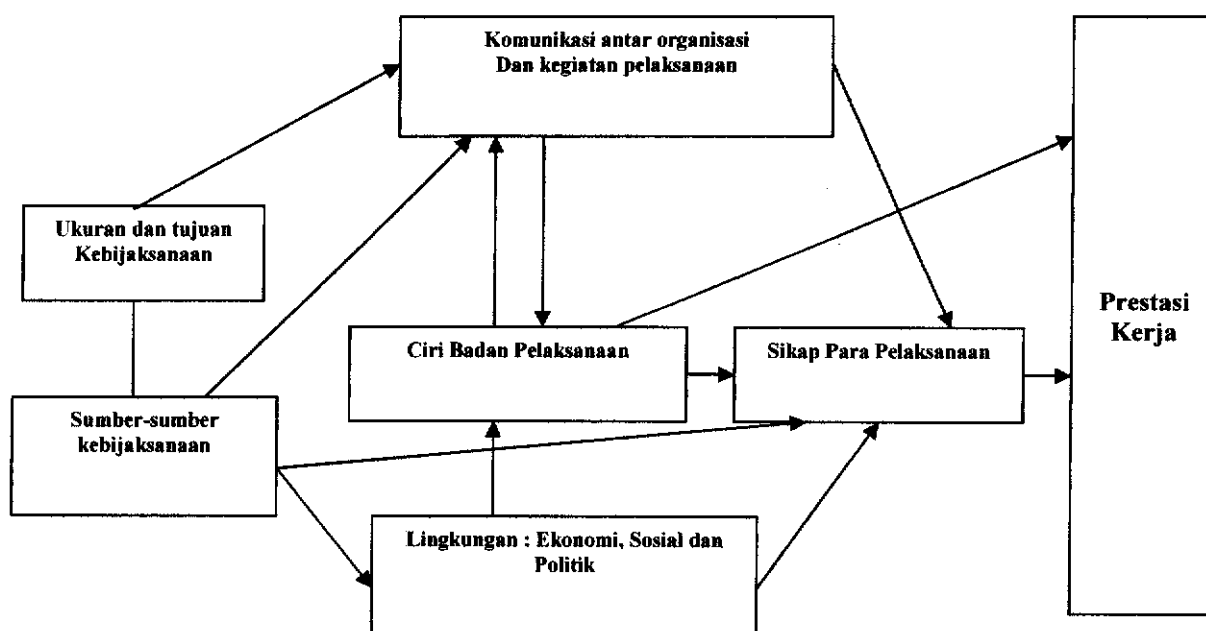 Komunikasi antar organisasi
Dan kegiatan pelaksanaan
Ukuran dan tujuan
Kebijaksanaan
Prestasi
Kerja
Ciri Badan Pelaksanaan
Sikap Para Pelaksanaan
Sumber-sumber
kebijaksanaan
Lingkungan : Ekonomi, Sosial dan
Politik